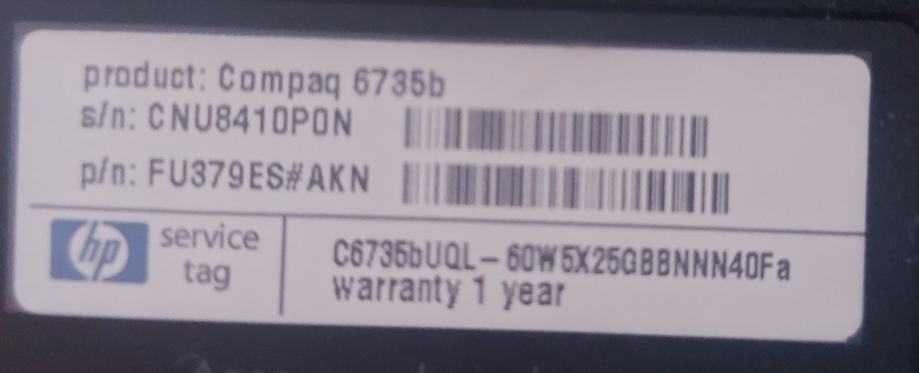 product: Compaq 6735b
s/n: CNU8410P0N
p/n: FU379ES#AKN
hp
service
tag
C6735bUQL-60W5X25GBBNNN40Fa
warranty 1 year